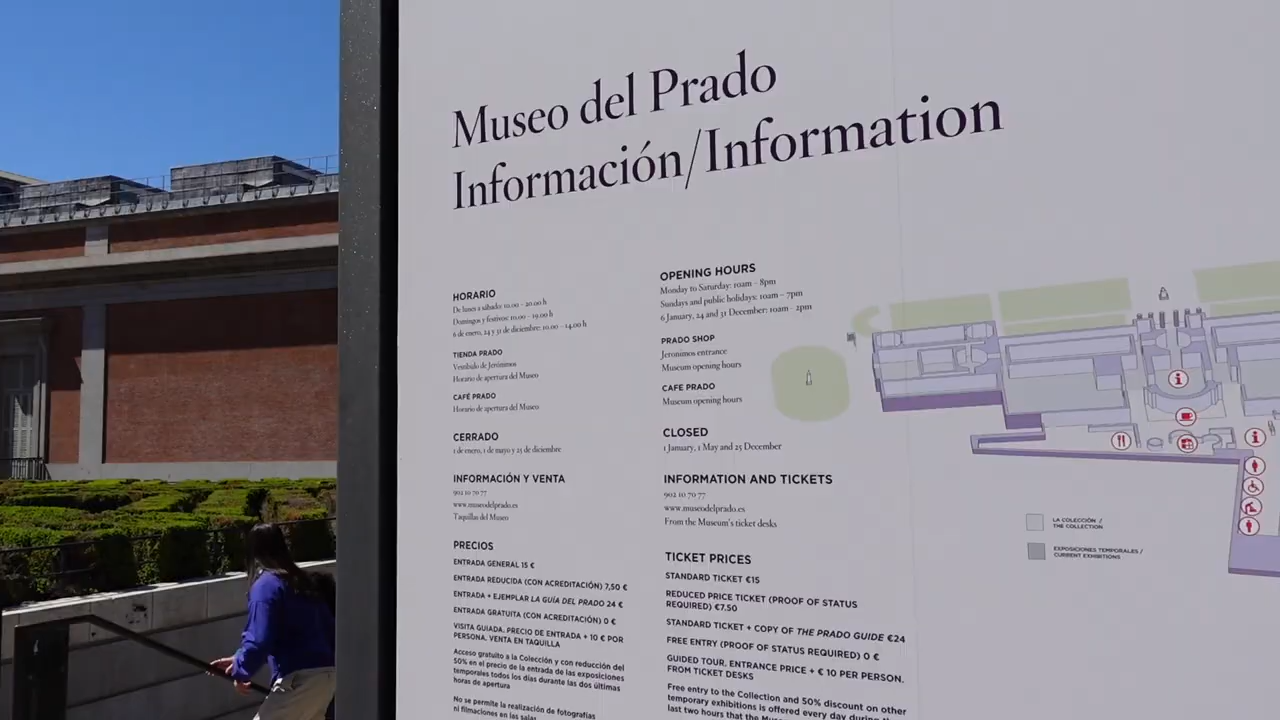 Museo del Prado
Información/Information
HORARIO
De lunes a sábado: 10.00 – 20.00 h
Domingos y festivos: 10.00 – 19.00 h
6 de enero, 24 y 31 de diciembre: 10.00 – 14.00 h
TIENDA PRADO
Vestíbulo de Jerónimos
Horario de apertura del Museo
CAFÉ PRADO
Horario de apertura del Museo
CERRADO
1 de enero, 1 de mayo y 25 de diciembre
INFORMACIÓN Y VENTA
902 10 70 77
www.museodelprado.es
Taquillas del Museo
PRECIOS
ENTRADA GENERAL 15 €
ENTRADA REDUCIDA (CON ACREDITACIÓN) 7,50 €
ENTRADA + EJEMPLAR LA GUÍA DEL PRADO 24 €
ENTRADA GRATUITA (CON ACREDITACIÓN) 0 €
VISITA GUIADA, PRECIO DE ENTRADA + 10 € POR
PERSONA. VENTA EN TAQUILLA
Acceso gratuito a la Colección y con reducción del
50% en el precio de la entrada de las exposiciones
temporales todos los días durante las dos últimas
horas de apertura
No se permite la realización de fotografías
ni filmaciones en las salas
OPENING HOURS
Monday to Saturday: 10am – 8pm
Sundays and public holidays: 10am – 7pm
6 January, 24 and 31 December: 10am – 2pm
PRADO SHOP
Jeronimos entrance
Museum opening hours
CAFE PRADO
Museum opening hours
CLOSED
1 January, 1 May and 25 December
INFORMATION AND TICKETS
902 10 70 77
www.museodelprado.es
From the Museum's ticket desks
TICKET PRICES
STANDARD TICKET €15
REDUCED PRICE TICKET (PROOF OF STATUS
REQUIRED) €7.50
STANDARD TICKET + COPY OF THE PRADO GUIDE €24
FREE ENTRY (PROOF OF STATUS REQUIRED) 0 €
GUIDED TOUR, ENTRANCE PRICE + € 10 PER PERSON.
FROM TICKET DESKS
Free entry to the Collection and 50% discount on other
temporary exhibitions is offered every day during the
last two hours that the
LA COLECCIÓN /
THE COLLECTION
EXPOSICIONES TEMPORALES /
CURRENT EXHIBITIONS